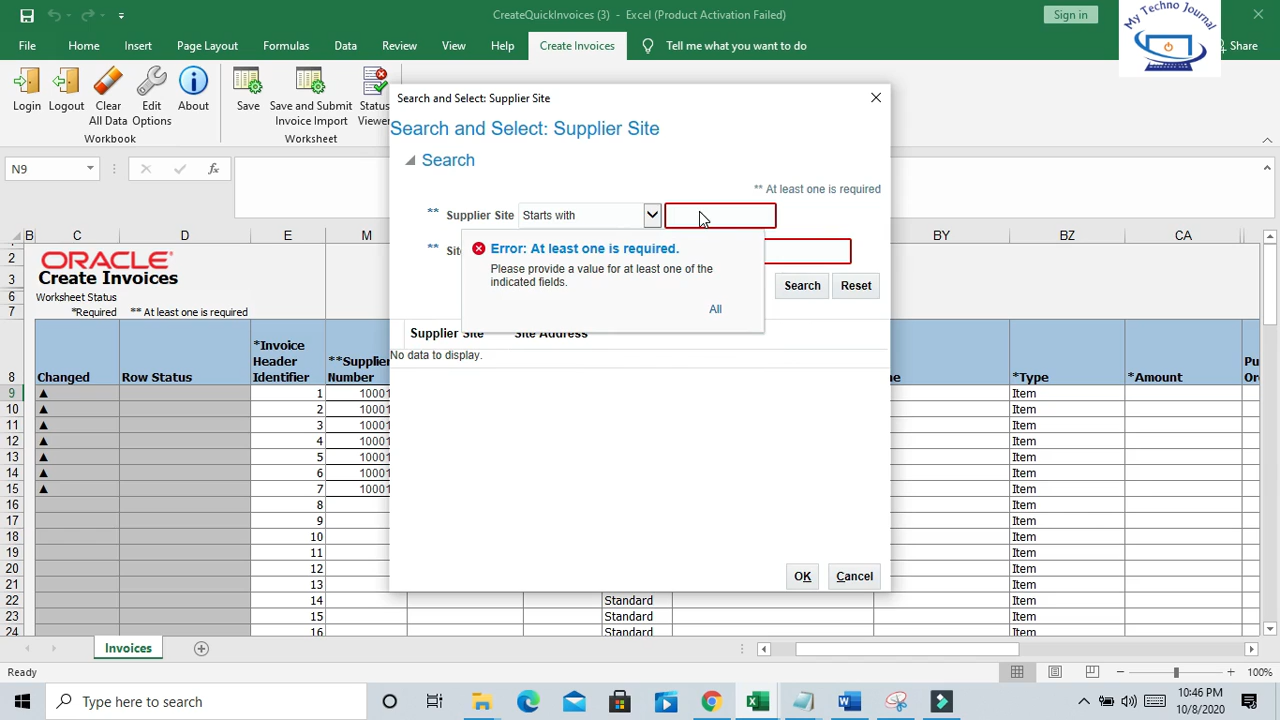 CreateQuickInvoices (3) - Excel (Product Activation Failed)
Sign in
My Techno Journal
File Home Insert Page Layout Formulas Data Review View Help Create Invoices Tell me what you want to do Share
Login Logout Clear All Data Edit Options About Save Save and Submit Invoice Import Status Viewer
Workbook Worksheet
N9
fx
Search and Select: Supplier Site
Search and Select: Supplier Site
Search
** At least one is required
** Supplier Site Starts with
**
Error: At least one is required.
Please provide a value for at least one of the
indicated fields.
All
Search Reset
Supplier Site Site Address
No data to display.
OK Cancel
B C D E M BY BZ CA
ORACLE
Create Invoices
Worksheet Status
*Required ** At least one is required
2
3
6
7
8 Changed Row Status *Invoice Header Identifier **Supplier Number *Type *Amount
9 ▲ 1 10001 Item
10 ▲ 2 10001 Item
11 ▲ 3 10001 Item
12 ▲ 4 10001 Item
13 ▲ 5 10001 Item
14 ▲ 6 10001 Item
15 ▲ 7 10001 Item
16 8 Item
17 9 Item
18 10 Item
19 11 Item
20 12 Item
21 13 Item
22 14 Standard Item
23 15 Standard Item
24 16 Standard Item
Invoices
Ready
100%
Type here to search
10:46 PM
10/8/2020